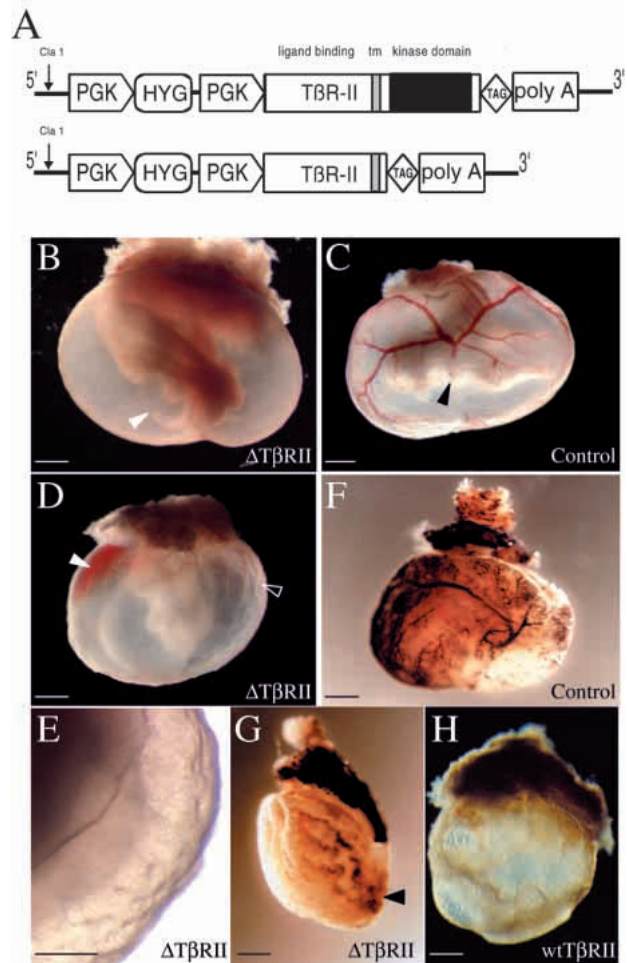 A
Cla 1
ligand binding tm kinase domain
5' PGK HYG PGK TβR-II TAG poly A 3'
Cla 1
5' PGK HYG PGK TβR-II TAG poly A 3'
B
ΔTβRII
C
Control
D
ΔTβRII
F
Control
E
ΔTβRII
G
ΔTβRII
H
wtTβRII